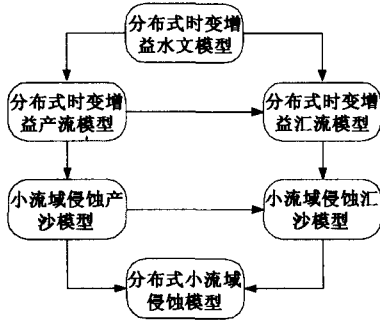 分布式时变增
益水文模型
分布式时变增
益产流模型
分布式时变增
益汇流模型
小流域侵蚀产
沙模型
小流域侵蚀汇
沙模型
分布式小流域
侵蚀模型